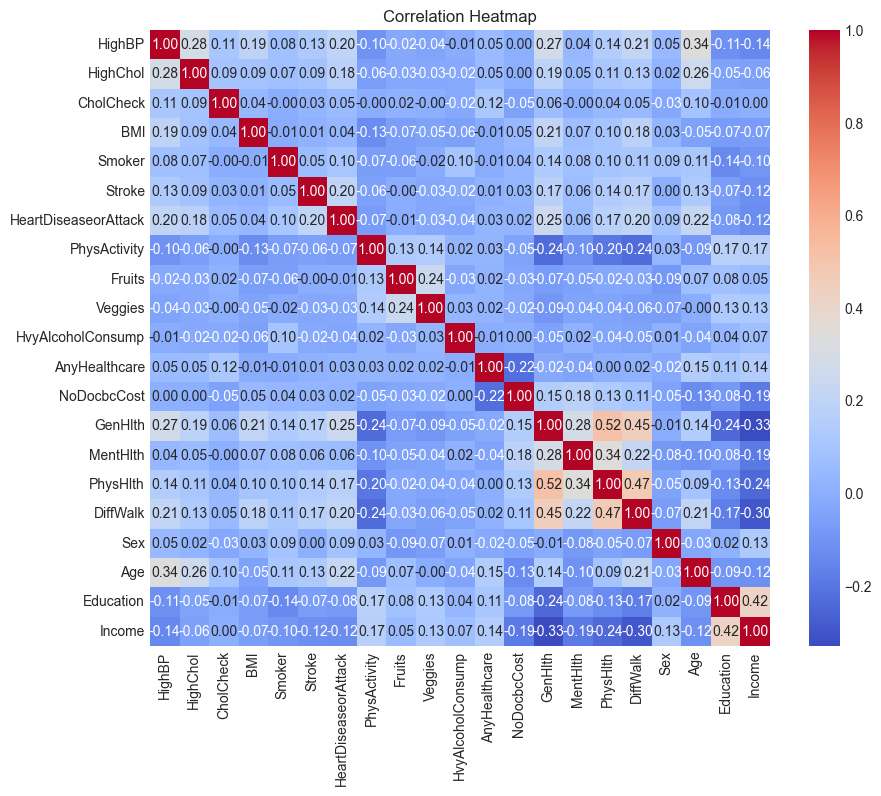 Correlation Heatmap
HighBP 1.00 0.28 0.11 0.19 0.08 0.13 0.20 -0.10 -0.02 -0.04 -0.01 0.05 0.00 0.27 0.04 0.14 0.21 0.05 0.34 -0.11 -0.14
HighChol 0.28 1.00 0.09 0.09 0.07 0.09 0.18 -0.06 -0.03 -0.03 -0.02 0.05 0.00 0.19 0.05 0.11 0.13 0.02 0.26 -0.05 -0.06
CholCheck 0.11 0.09 1.00 0.04 -0.00 0.03 0.05 -0.00 0.02 -0.00 -0.02 0.12 -0.05 0.06 -0.00 0.04 0.05 -0.03 0.10 -0.01 0.00
BMI 0.19 0.09 0.04 1.00 -0.01 0.01 0.04 -0.13 -0.07 -0.05 -0.06 -0.01 0.05 0.21 0.07 0.10 0.18 0.03 -0.05 -0.07 -0.07
Smoker 0.08 0.07 -0.00 -0.01 1.00 0.05 0.10 -0.07 -0.06 -0.02 0.10 -0.01 0.04 0.14 0.08 0.10 0.11 0.09 0.11 -0.14 -0.10
Stroke 0.13 0.09 0.03 0.01 0.05 1.00 0.20 -0.06 -0.00 -0.03 -0.02 0.01 0.03 0.17 0.06 0.14 0.17 0.00 0.13 -0.07 -0.12
HeartDiseaseorAttack 0.20 0.18 0.05 0.04 0.10 0.20 1.00 -0.07 -0.01 -0.03 -0.04 0.03 0.02 0.25 0.06 0.17 0.20 0.09 0.22 -0.08 -0.12
PhysActivity -0.10 -0.06 -0.00 -0.13 -0.07 -0.06 -0.07 1.00 0.13 0.14 0.02 0.03 -0.05 -0.24 -0.10 -0.20 -0.24 0.03 -0.09 0.17 0.17
Fruits -0.02 -0.03 0.02 -0.07 -0.06 -0.00 -0.01 0.13 1.00 0.24 -0.03 0.02 -0.03 -0.07 -0.05 -0.02 -0.03 -0.09 0.07 0.08 0.05
Veggies -0.04 -0.03 -0.00 -0.05 -0.02 -0.03 -0.03 0.14 0.24 1.00 0.03 0.02 -0.02 -0.09 -0.04 -0.04 -0.06 -0.07 -0.00 0.13 0.13
HvyAlcoholConsump -0.01 -0.02 -0.02 -0.06 0.10 -0.02 -0.04 0.02 -0.03 0.03 1.00 -0.01 0.00 -0.05 0.02 -0.04 -0.05 0.01 -0.04 0.04 0.07
AnyHealthcare 0.05 0.05 0.12 -0.01 -0.01 0.01 0.03 0.03 0.02 0.02 -0.01 1.00 -0.22 -0.02 -0.04 0.00 0.02 -0.02 0.15 0.11 0.14
NoDocbcCost 0.00 0.00 -0.05 0.05 0.04 0.03 0.02 -0.05 -0.03 -0.02 0.00 -0.22 1.00 0.15 0.18 0.13 0.11 -0.05 -0.13 -0.08 -0.19
GenHlth 0.27 0.19 0.06 0.21 0.14 0.17 0.25 -0.24 -0.07 -0.09 -0.05 -0.02 0.15 1.00 0.28 0.52 0.45 -0.01 0.14 -0.24 -0.33
MentHlth 0.04 0.05 -0.00 0.07 0.08 0.06 0.06 -0.10 -0.05 -0.04 0.02 -0.04 0.18 0.28 1.00 0.34 0.22 -0.08 -0.10 -0.08 -0.19
PhysHlth 0.14 0.11 0.04 0.10 0.10 0.14 0.17 -0.20 -0.02 -0.04 -0.04 0.00 0.13 0.52 0.34 1.00 0.47 -0.05 0.09 -0.13 -0.24
DiffWalk 0.21 0.13 0.05 0.18 0.11 0.17 0.20 -0.24 -0.03 -0.06 -0.05 0.02 0.11 0.45 0.22 0.47 1.00 -0.07 0.21 -0.17 -0.30
Sex 0.05 0.02 -0.03 0.03 0.09 0.00 0.09 0.03 -0.09 -0.07 0.01 -0.02 -0.05 -0.01 -0.08 -0.05 -0.07 1.00 -0.03 0.02 0.13
Age 0.34 0.26 0.10 -0.05 0.11 0.13 0.22 -0.09 0.07 -0.00 -0.04 0.15 -0.13 0.14 -0.10 0.09 0.21 -0.03 1.00 -0.09 -0.12
Education -0.11 -0.05 -0.01 -0.07 -0.14 -0.07 -0.08 0.17 0.08 0.13 0.04 0.11 -0.08 -0.24 -0.08 -0.13 -0.17 0.02 -0.09 1.00 0.42
Income -0.14 -0.06 0.00 -0.07 -0.10 -0.12 -0.12 0.17 0.05 0.13 0.07 0.14 -0.19 -0.33 -0.19 -0.24 -0.30 0.13 -0.12 0.42 1.00
HighBP HighChol CholCheck BMI Smoker Stroke HeartDiseaseorAttack PhysActivity Fruits Veggies HvyAlcoholConsump AnyHealthcare NoDocbcCost GenHlth MentHlth PhysHlth DiffWalk Sex Age Education Income
1.0
0.8
0.6
0.4
0.2
0.0
−0.2